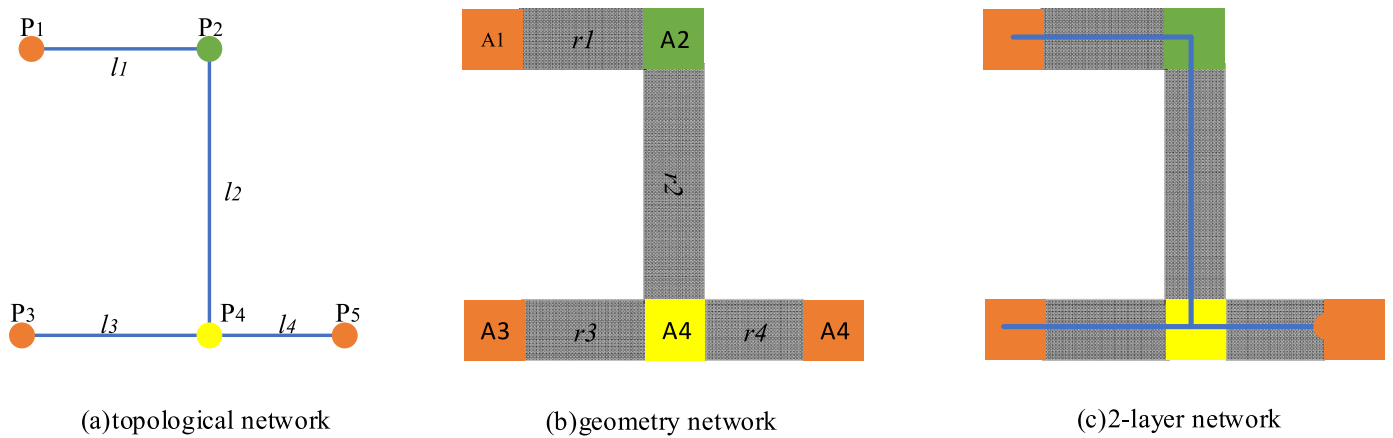 P1 P2
l1
l2
P3 l3 P4 l4 P5
(a)topological network
A1 r1 A2
r2
A3 r3 A4 r4 A4
(b)geometry network
(c)2-layer network